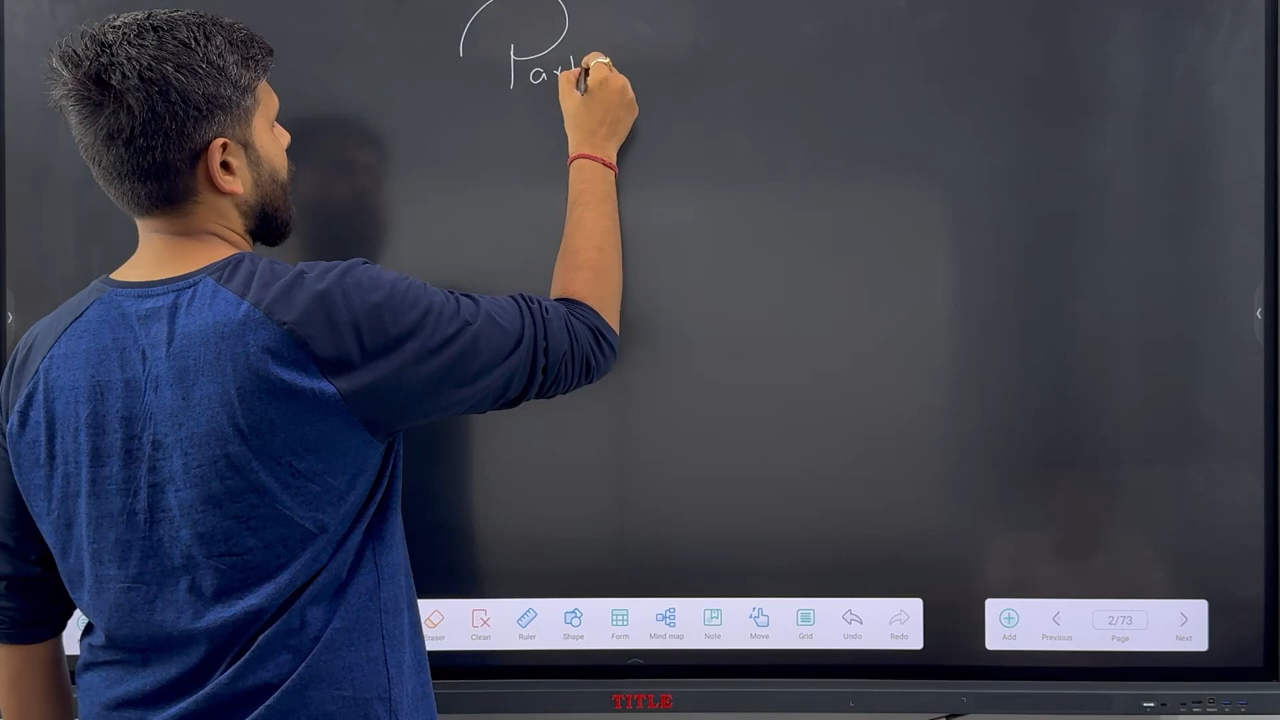 Part
Eraser Clean Ruler Shape Form Mind map Note Move Grid Undo Redo
Add Previous 2/73 Page Next
TITLE